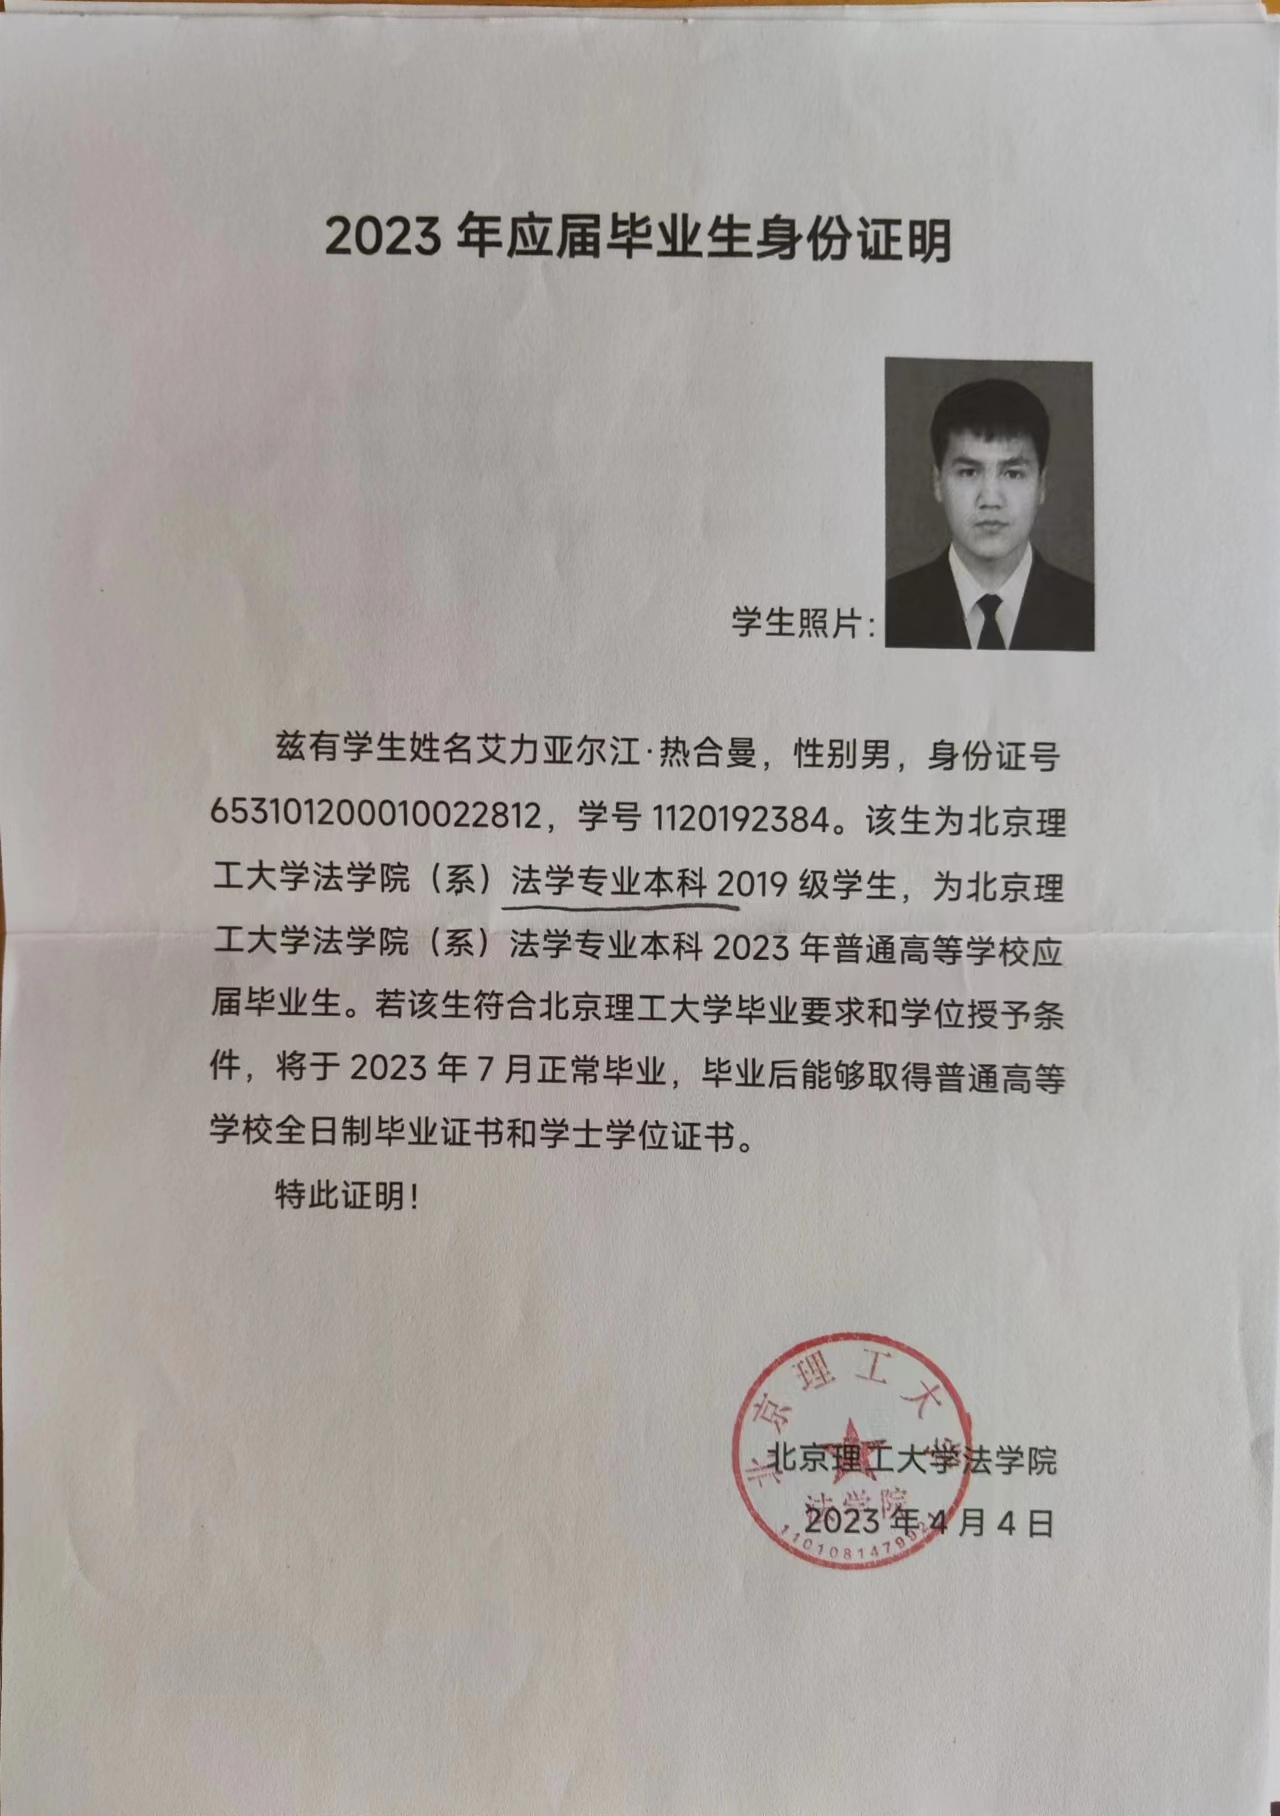 2023 年应届毕业生身份证明
学生照片：
兹有学生姓名艾力亚尔江·热合曼，性别男，身份证号
653101200010022812，学号 1120192384。该生为北京理
工大学法学院（系）法学专业本科 2019 级学生，为北京理
工大学法学院（系）法学专业本科 2023 年普通高等学校应
届毕业生。若该生符合北京理工大学毕业要求和学位授予条
件，将于 2023 年 7 月正常毕业，毕业后能够取得普通高等
学校全日制毕业证书和学士学位证书。
特此证明！
北京理工大学
法学院
北京理工大学法学院
2023 年 4 月 4 日